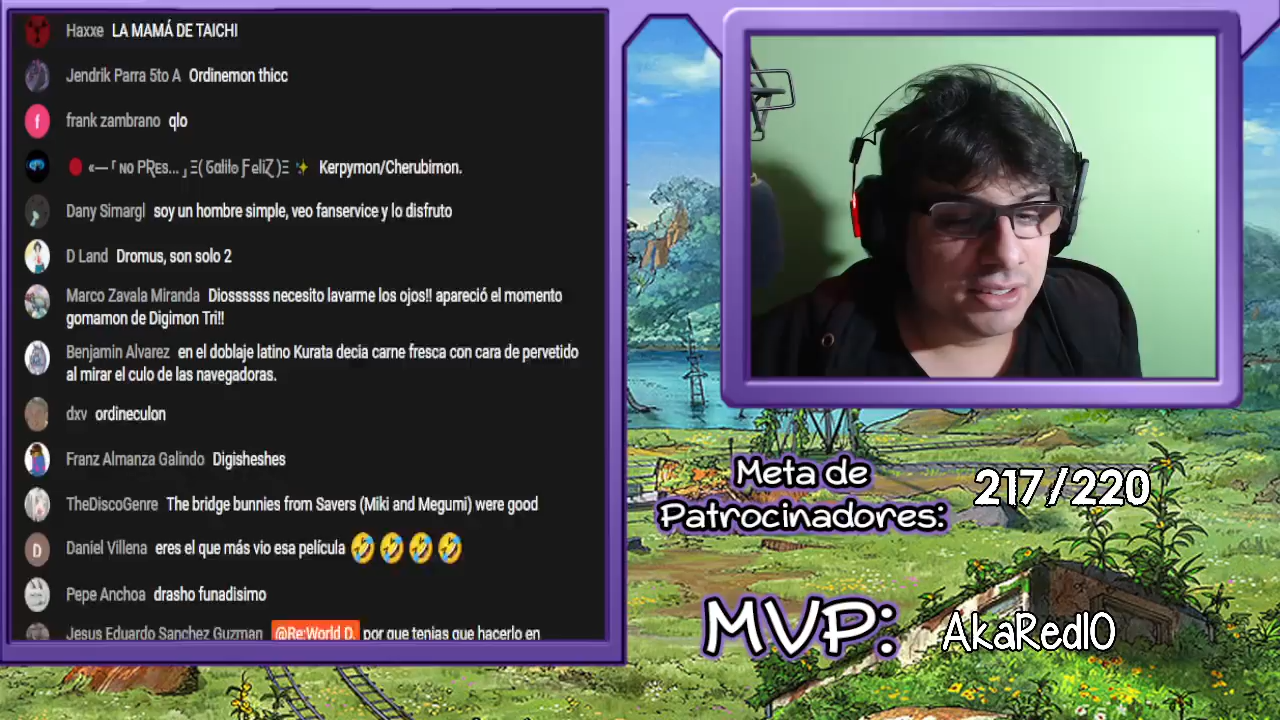 Haxxe LA MAMÁ DE TAICHI
Jendrik Parra 5to A Ordinemon thicc
f
frank zambrano qlo
Kerpymon/Cherubimon.
Dany Simargl soy un hombre simple, veo fanservice y lo disfruto
D Land Dromus, son solo 2
Marco Zavala Miranda Diossssss necesito lavarme los ojos!! apareció el momento
gomamon de Digimon Tri!!
Benjamin Alvarez en el doblaje latino Kurata decia carne fresca con cara de pervetido
al mirar el culo de las navegadoras.
dxv ordineculon
Franz Almanza Galindo Digisheshes
TheDiscoGenre The bridge bunnies from Savers (Miki and Megumi) were good
D
Daniel Villena eres el que más vio esa película 🤣🤣🤣🤣
Pepe Anchoa drasho funadisimo
Jesus Eduardo Sanchez Guzman @Re:World D. por que tenias que hacerlo en
Meta de
Patrocinadores:
217/220
MVP:
AkaRed10